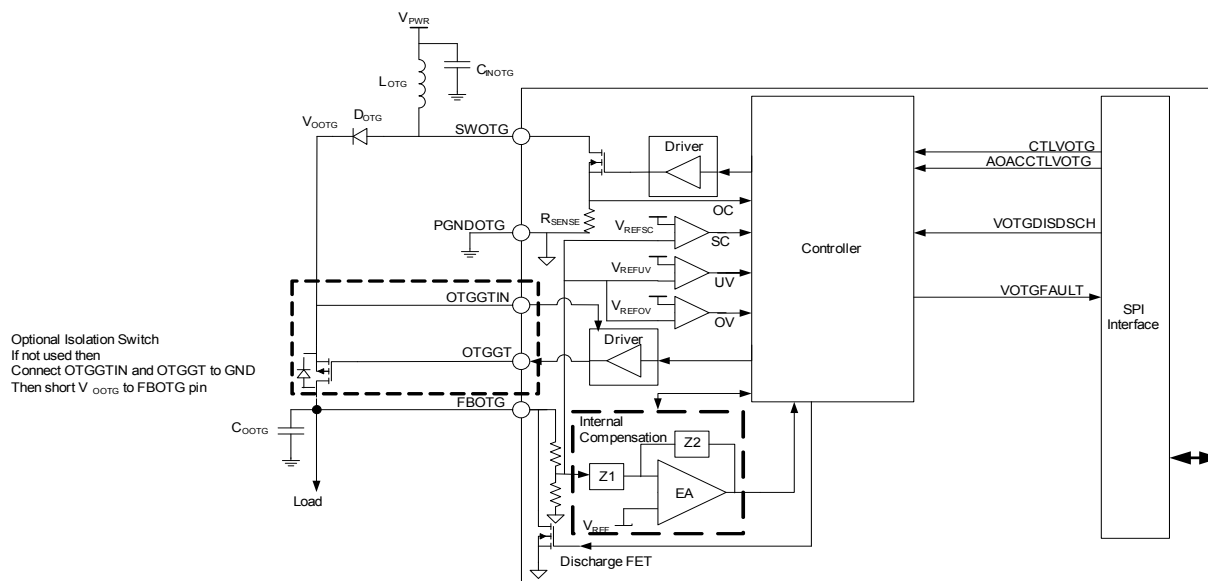 VPWR
LOTG
CINOTG
VOOTG
DOTG
SWOTG
Driver
CTLVOTG
AOACCTLVOTG
OC
RSENSE
PGNDOTG
VREFSC
SC
Controller
VOTGDISDSCH
VREFUV
UV
OTGGTIN
VREFOV
OV
VOTGFAULT
SPI
Interface
Optional Isolation Switch
If not used then
Connect OTGGTIN and OTGGT to GND
Then short V OOTG to FBOTG pin
OTGGT
Driver
FBOTG
COOTG
Internal
Compensation
Z2
Z1
EA
Load
VREF
Discharge FET